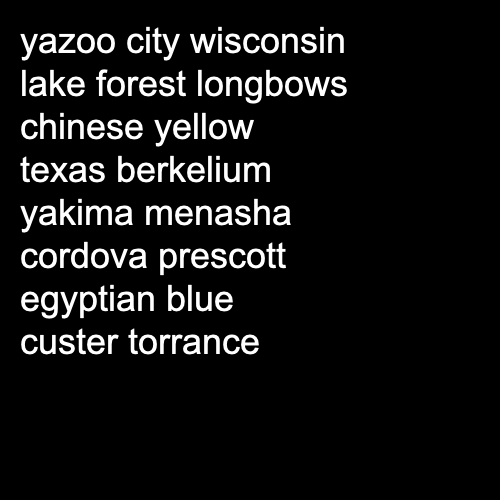 yazoo city wisconsin
lake forest longbows
chinese yellow
texas berkelium
yakima menasha
cordova prescott
egyptian blue
custer torrance